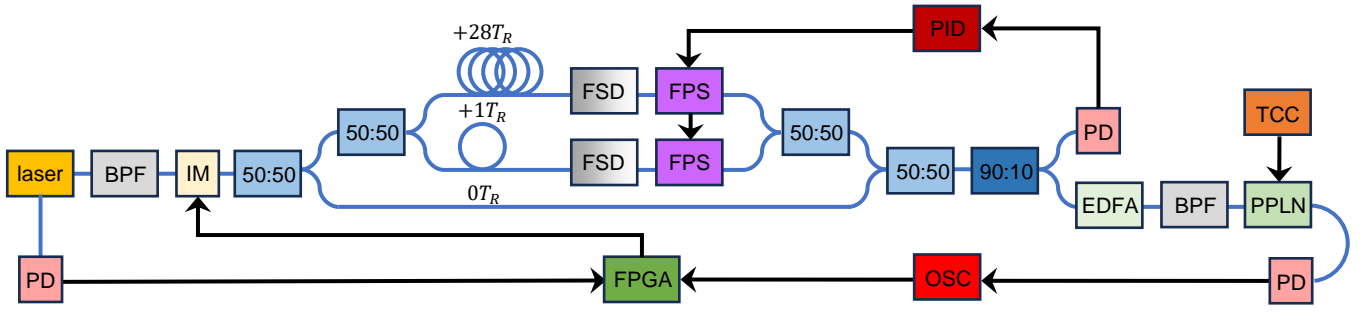 +28T_R
PID
FSD
FPS
+1T_R
50:50
50:50
PD
TCC
FSD
FPS
laser
BPF
IM
50:50
50:50
90:10
0T_R
EDFA
BPF
PPLN
PD
FPGA
OSC
PD